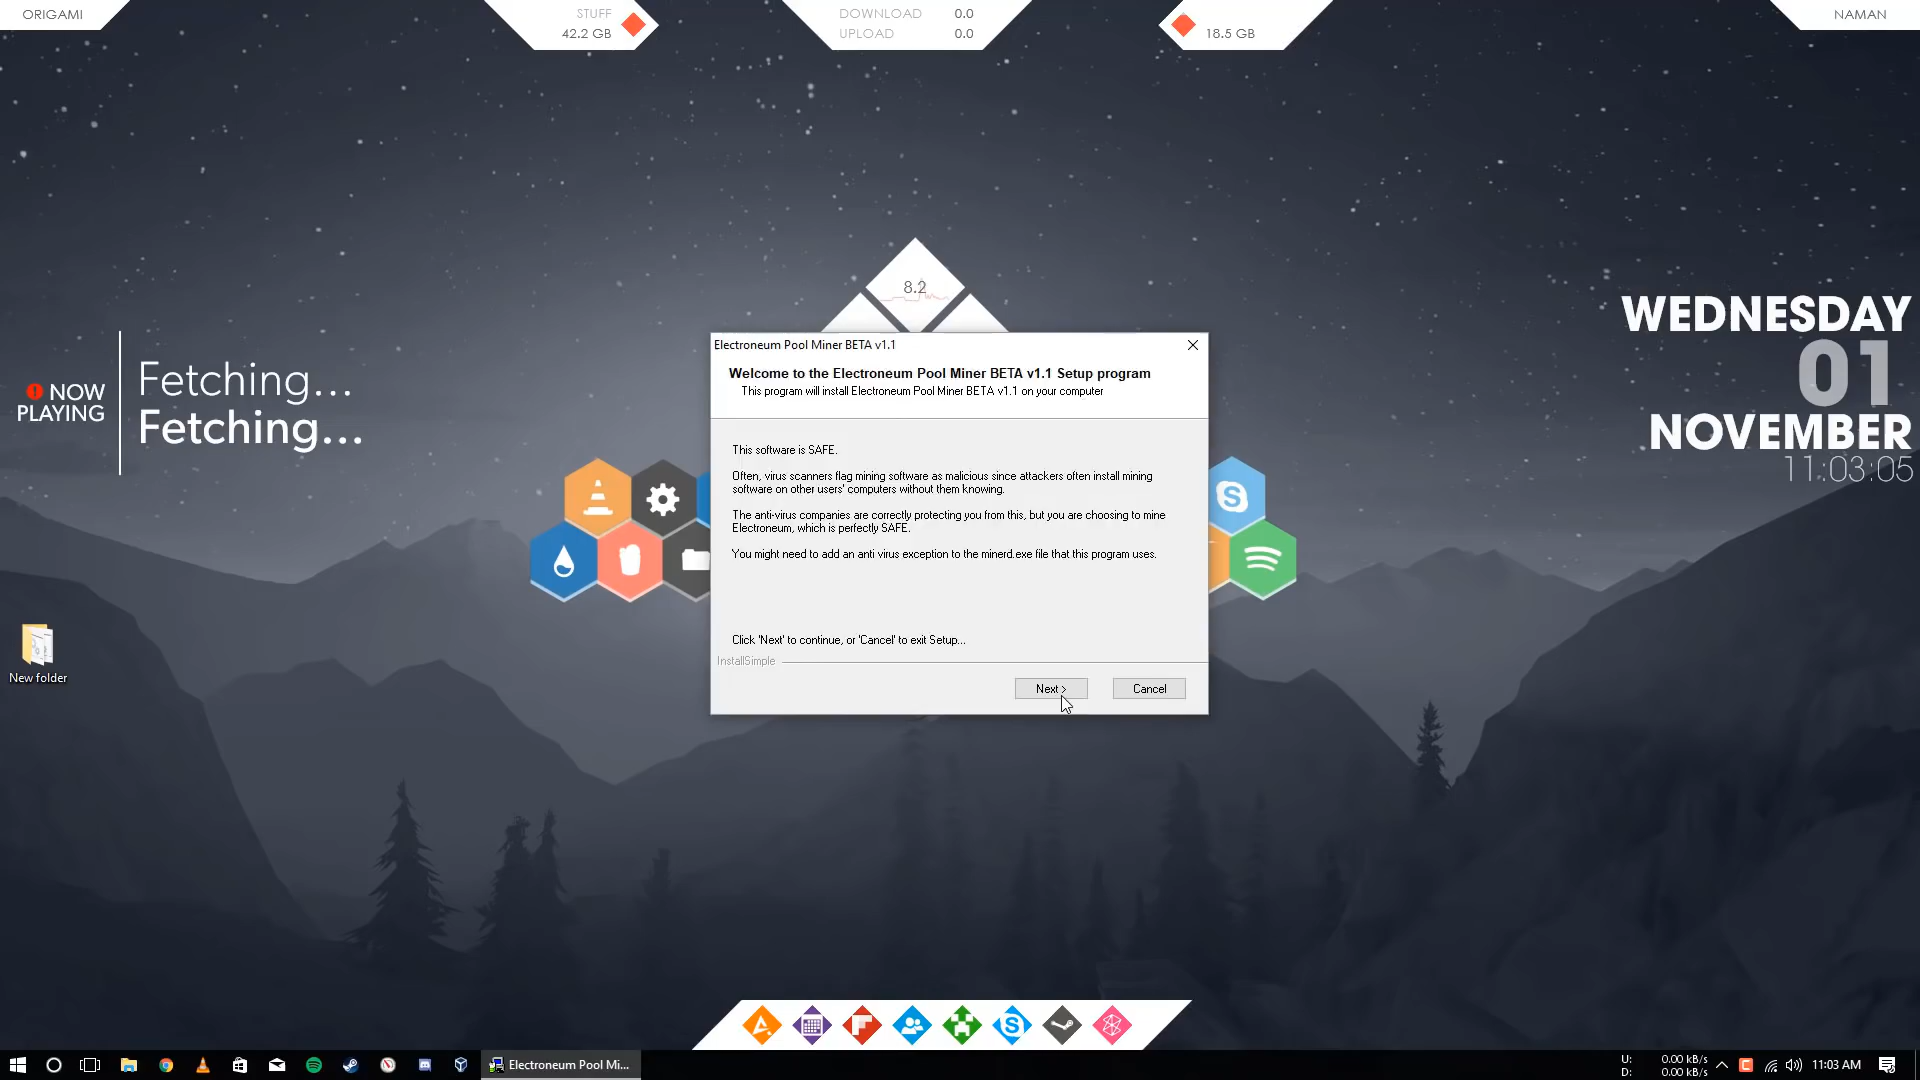 ORIGAMI
STUFF
42.2 GB
DOWNLOAD 0.0
UPLOAD 0.0
18.5 GB
NAMAN
8.2
NOW
PLAYING
Fetching...
Fetching...
WEDNESDAY
01
NOVEMBER
11:03:05
Electroneum Pool Miner BETA v1.1
Welcome to the Electroneum Pool Miner BETA v1.1 Setup program
This program will install Electroneum Pool Miner BETA v1.1 on your computer
This software is SAFE.
Often, virus scanners flag mining software as malicious since attackers often install mining
software on other users' computers without them knowing.
The anti-virus companies are correctly protecting you from this, but you are choosing to mine
Electroneum, which is perfectly SAFE.
You might need to add an anti virus exception to the minerd.exe file that this program uses.
Click 'Next' to continue, or 'Cancel' to exit Setup...
InstallSimple
Next >
Cancel
New folder
Electroneum Pool Mi...
U: 0.00 kB/s
D: 0.00 kB/s
11:03 AM